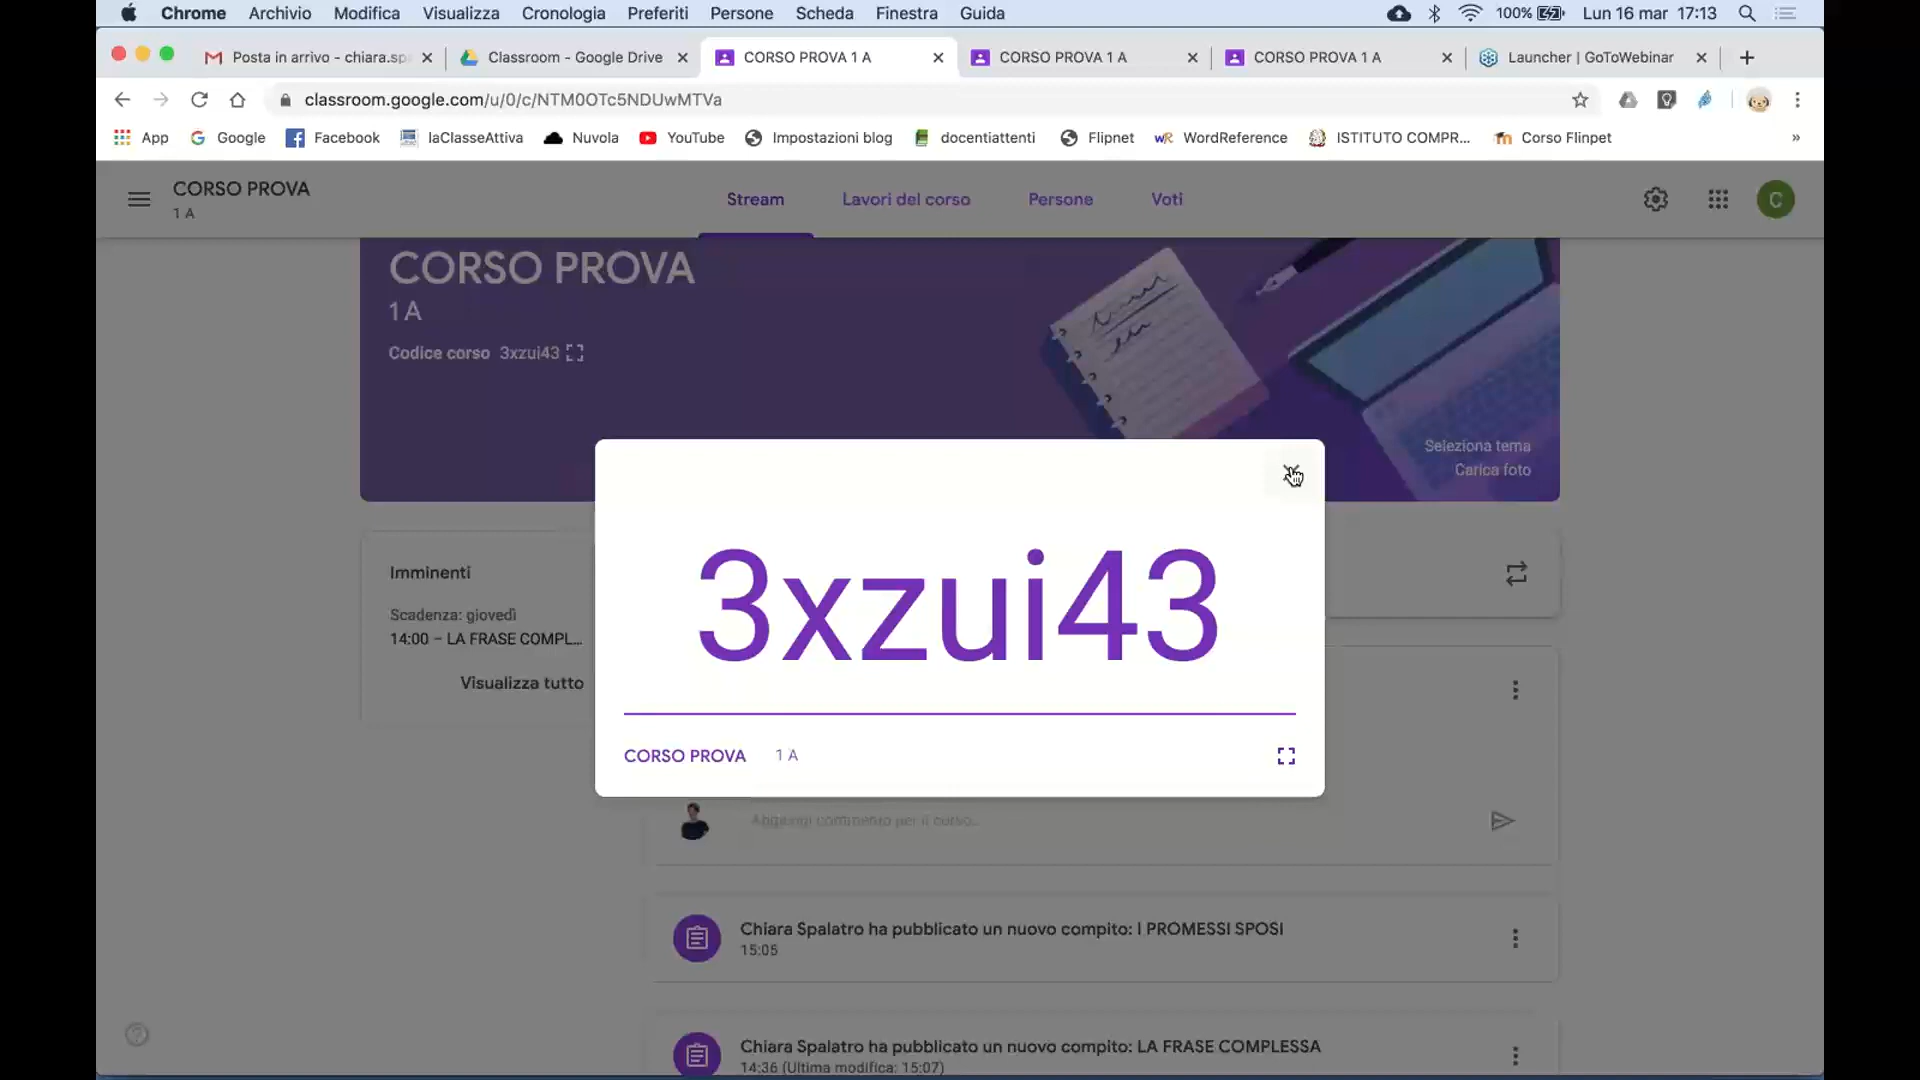 Chrome Archivio Modifica Visualizza Cronologia Preferiti Persone Scheda Finestra Guida 100% Lun 16 mar 17:13
Posta in arrivo - chiara.sp Classroom - Google Drive CORSO PROVA 1 A CORSO PROVA 1 A CORSO PROVA 1 A Launcher | GoToWebinar
classroom.google.com/u/0/c/NTM0OTc5NDUwMTVa
App Google Facebook laClasseAttiva Nuvola YouTube Impostazioni blog docentiattenti Flipnet WordReference ISTITUTO COMPR... Corso Flinpet »
CORSO PROVA
1 A
Stream Lavori del corso Persone Voti
C
CORSO PROVA
1 A
Codice corso 3xzui43
Seleziona tema
Carica foto
3xzui43
CORSO PROVA 1 A
Imminenti
Scadenza: giovedì
14:00 – LA FRASE COMPL...
Visualizza tutto
Aggiungi commento per il corso...
Chiara Spalatro ha pubblicato un nuovo compito: I PROMESSI SPOSI
15:05
Chiara Spalatro ha pubblicato un nuovo compito: LA FRASE COMPLESSA
14:36 (Ultima modifica: 15:07)